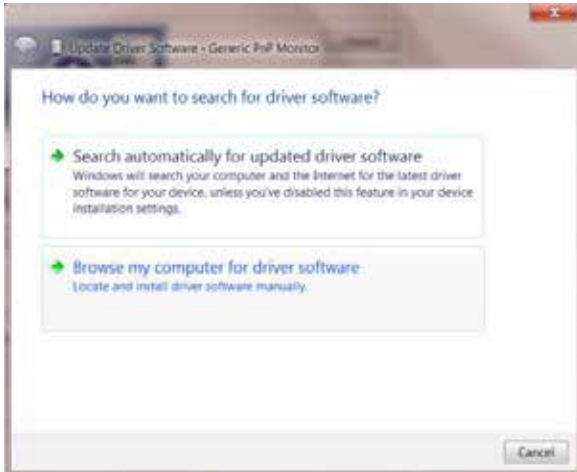 Update Driver Software - Generic PnP Monitor
How do you want to search for driver software?
Search automatically for updated driver software
Windows will search your computer and the Internet for the latest driver
software for your device, unless you've disabled this feature in your device
installation settings.
Browse my computer for driver software
Locate and install driver software manually.
Cancel